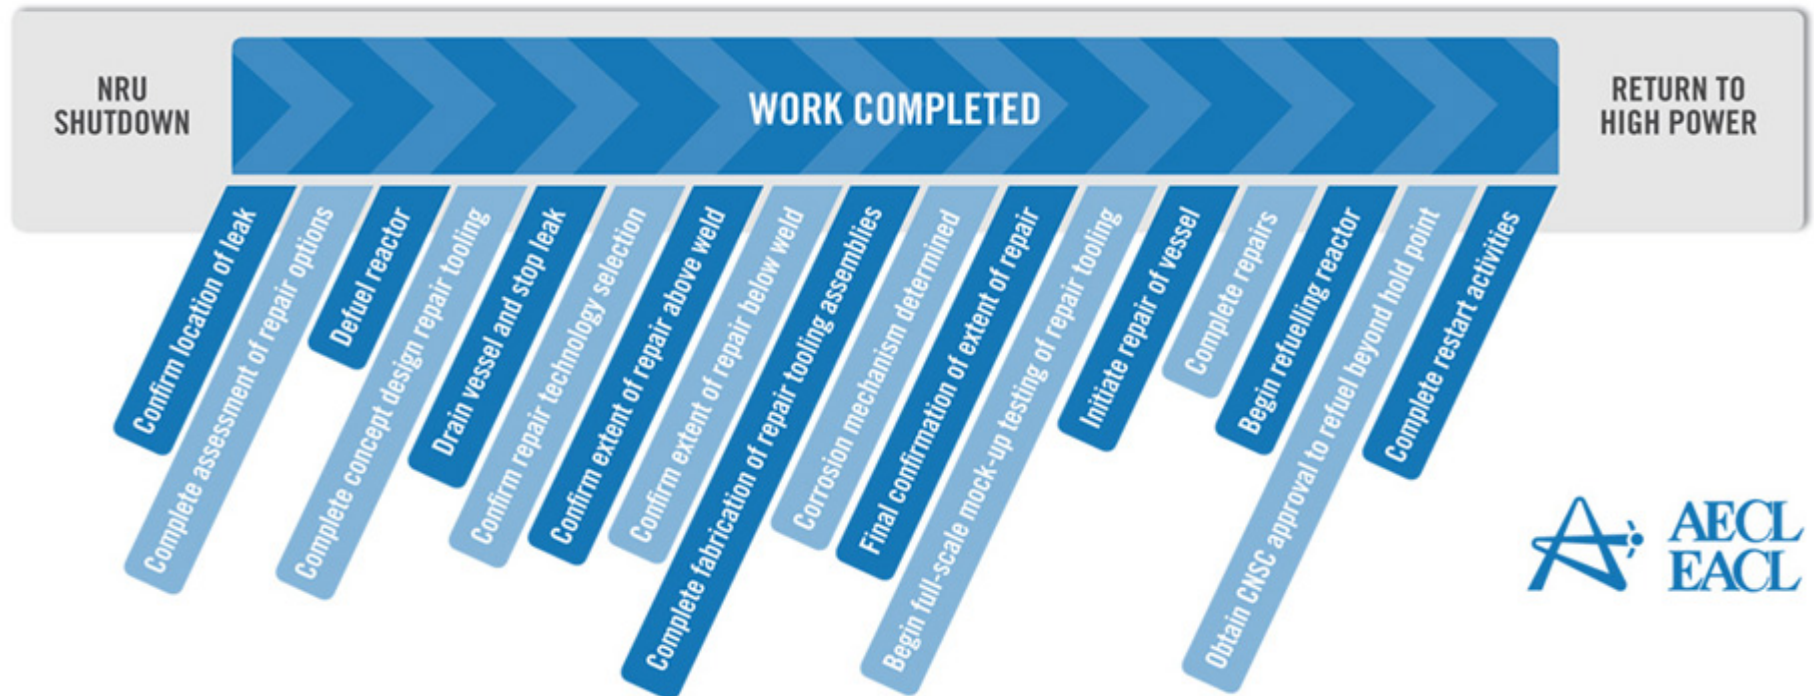 NRU
SHUTDOWN
WORK COMPLETED
RETURN TO
HIGH POWER
Confirm location of leak
Complete assessment of repair options
Defuel reactor
Complete concept design repair tooling
Drain vessel and stop leak
Confirm repair technology selection
Confirm extent of repair above weld
Confirm extent of repair below weld
Complete fabrication of repair tooling assemblies
Corrosion mechanism determined
Final confirmation of extent of repair
Begin full-scale mock-up testing of repair tooling
Initiate repair of vessel
Complete repairs
Begin refuelling reactor
Obtain CNSC approval to refuel beyond hold point
Complete restart activities
AECL
EACL